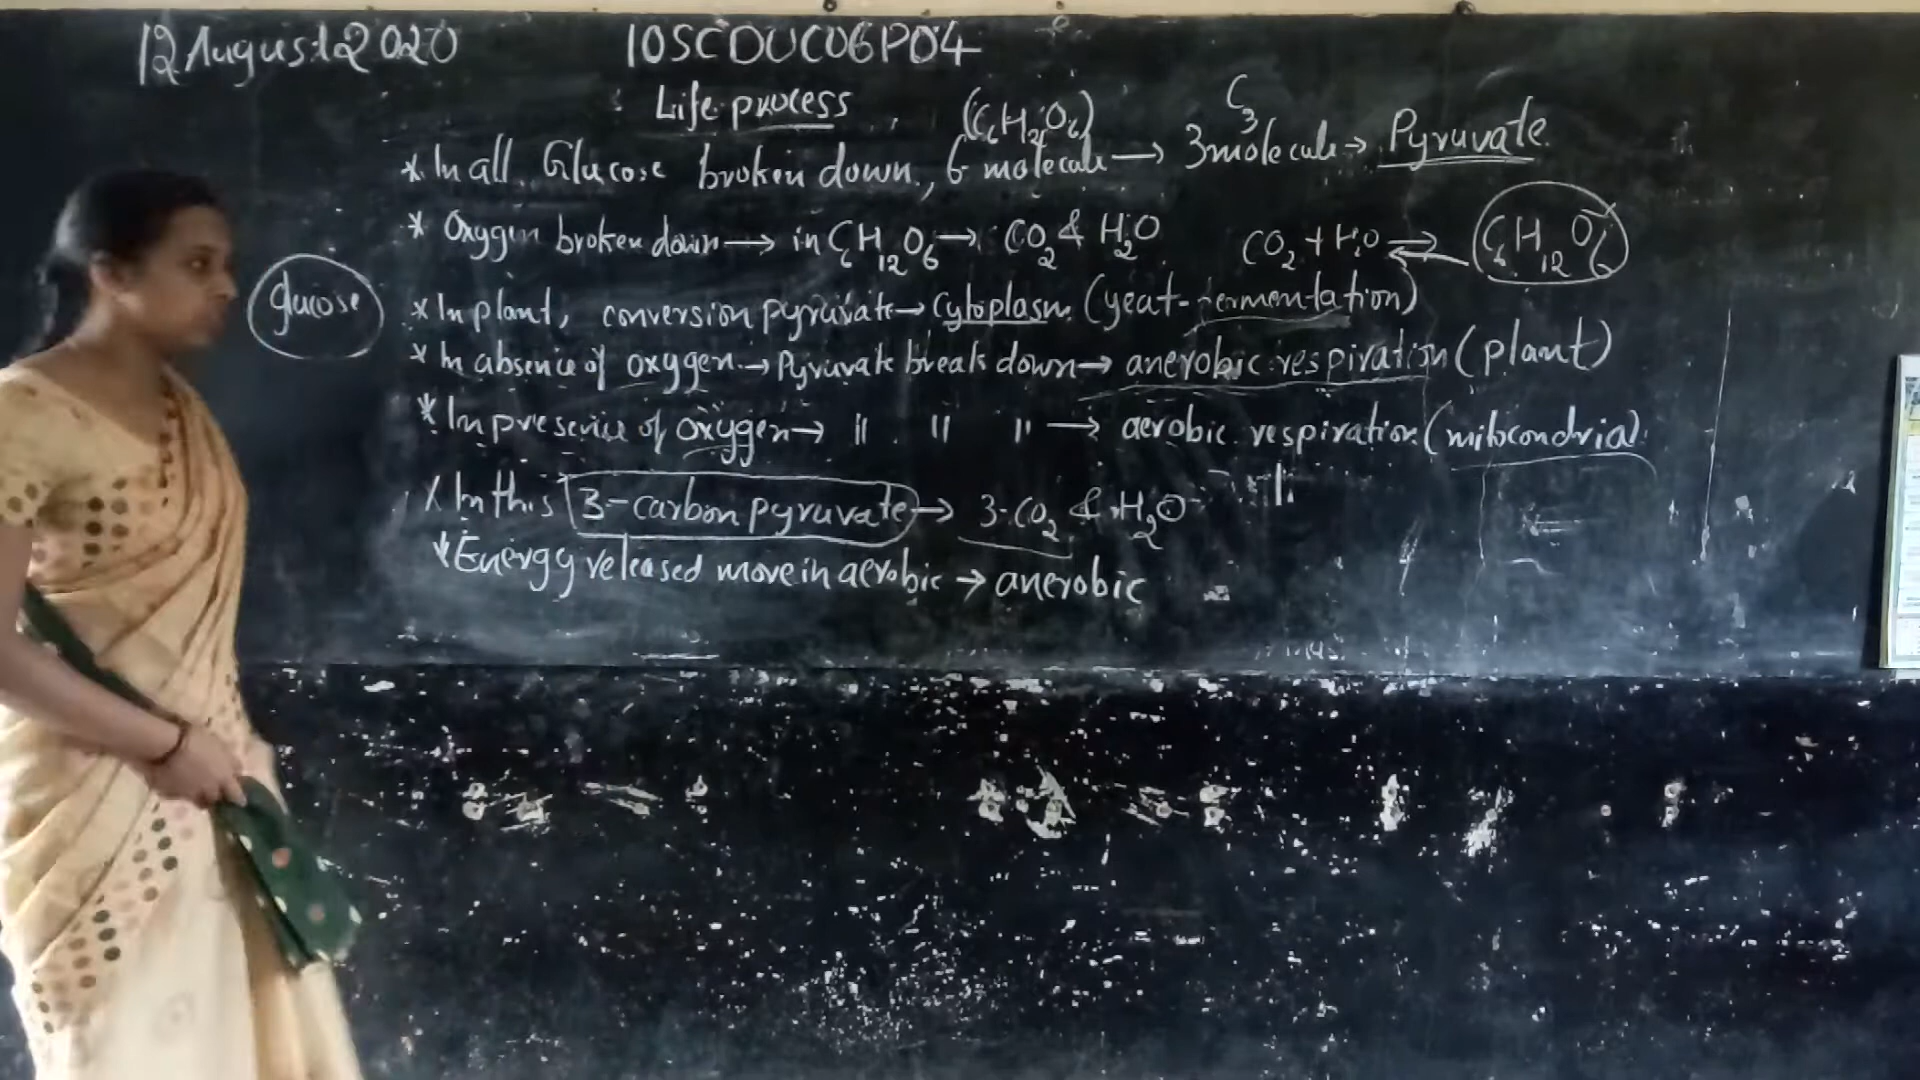 12 August 2020
10SCDUC06P04
Life process
(C6H12O6)
C3
* In all Glucose broken down, 6 molecule → 3 molecule → Pyruvate
* Oxygen broken down → in C6H12O6 → CO2 & H2O
CO2 + H2O ⇌ C6H12O6
glucose
* In plant, conversion pyruvate → cytoplasm (yeat-fermentation)
* In absence of oxygen → Pyruvate break down → anerobic respiration (plant)
* In presence of oxygen → " " " → aerobic respiration (mitocondria)
* In this 3-carbon pyruvate → 3-CO2 & H2O
* Energy released more in aerobic → anerobic